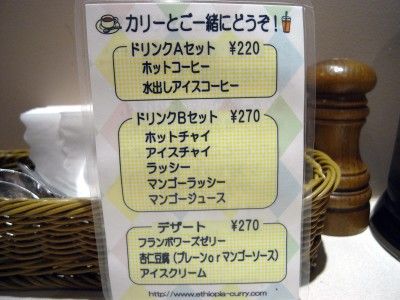 カリーとご一緒にどうぞ!
ドリンクAセット ¥220
ホットコーヒー
水出しアイスコーヒー
ドリンクBセット ¥270
ホットチャイ
アイスチャイ
ラッシー
マンゴーラッシー
マンゴージュース
デザート ¥270
フランボワーズゼリー
杏仁豆腐(プレーンorマンゴーソース)
アイスクリーム
http://www.ethiopia-curry.com/